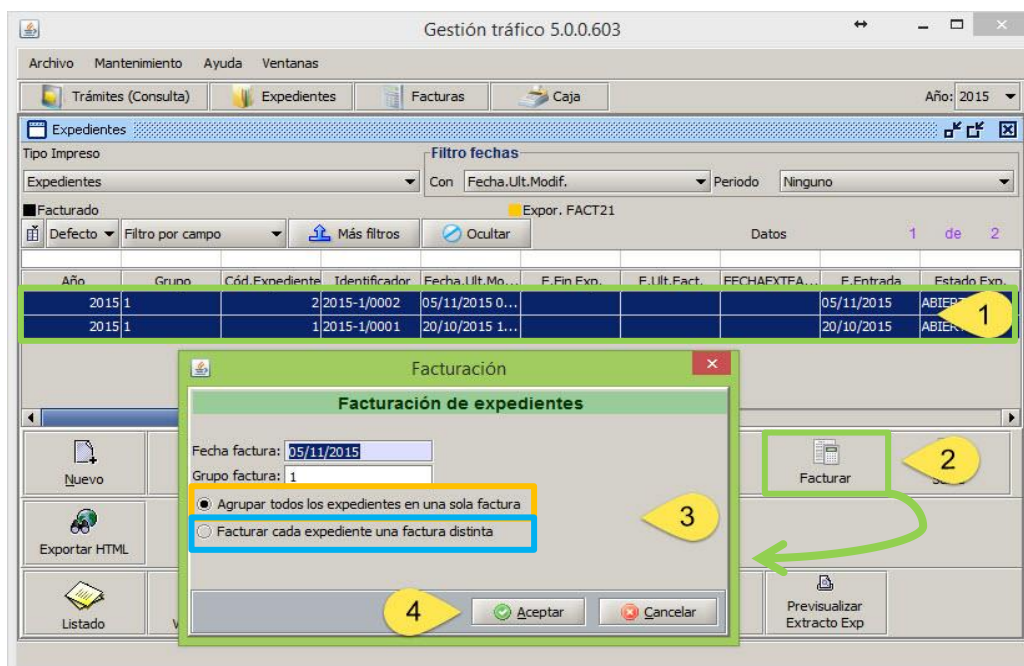 Gestión tráfico 5.0.0.603
Archivo Mantenimiento Ayuda Ventanas
Trámites (Consulta) Expedientes Facturas Caja Año: 2015
Expedientes
Tipo Impreso Filtro fechas
Expedientes Con Fecha.Ult.Modif. Periodo Ninguno
Facturado Expor. FACT21
Defecto Filtro por campo Más filtros Ocultar Datos 1 de 2
Año Grupo Cód.Expediente Identificador Fecha.Ult.Mo... F.Fin Exp. F.Ult.Fact. FECHAEXTEA... F.Entrada Estado Exp.
2015 1 2 2015-1/0002 05/11/2015 0... 05/11/2015
2015 1 1 2015-1/0001 20/10/2015 1... 20/10/2015
1
Facturación
Facturación de expedientes
Fecha factura: 05/11/2015
Grupo factura: 1
Agrupar todos los expedientes en una sola factura
Facturar cada expediente una factura distinta
3
4 Aceptar Cancelar
Nuevo Facturar 2
Exportar HTML
Listado Previsualizar
Extracto Exp